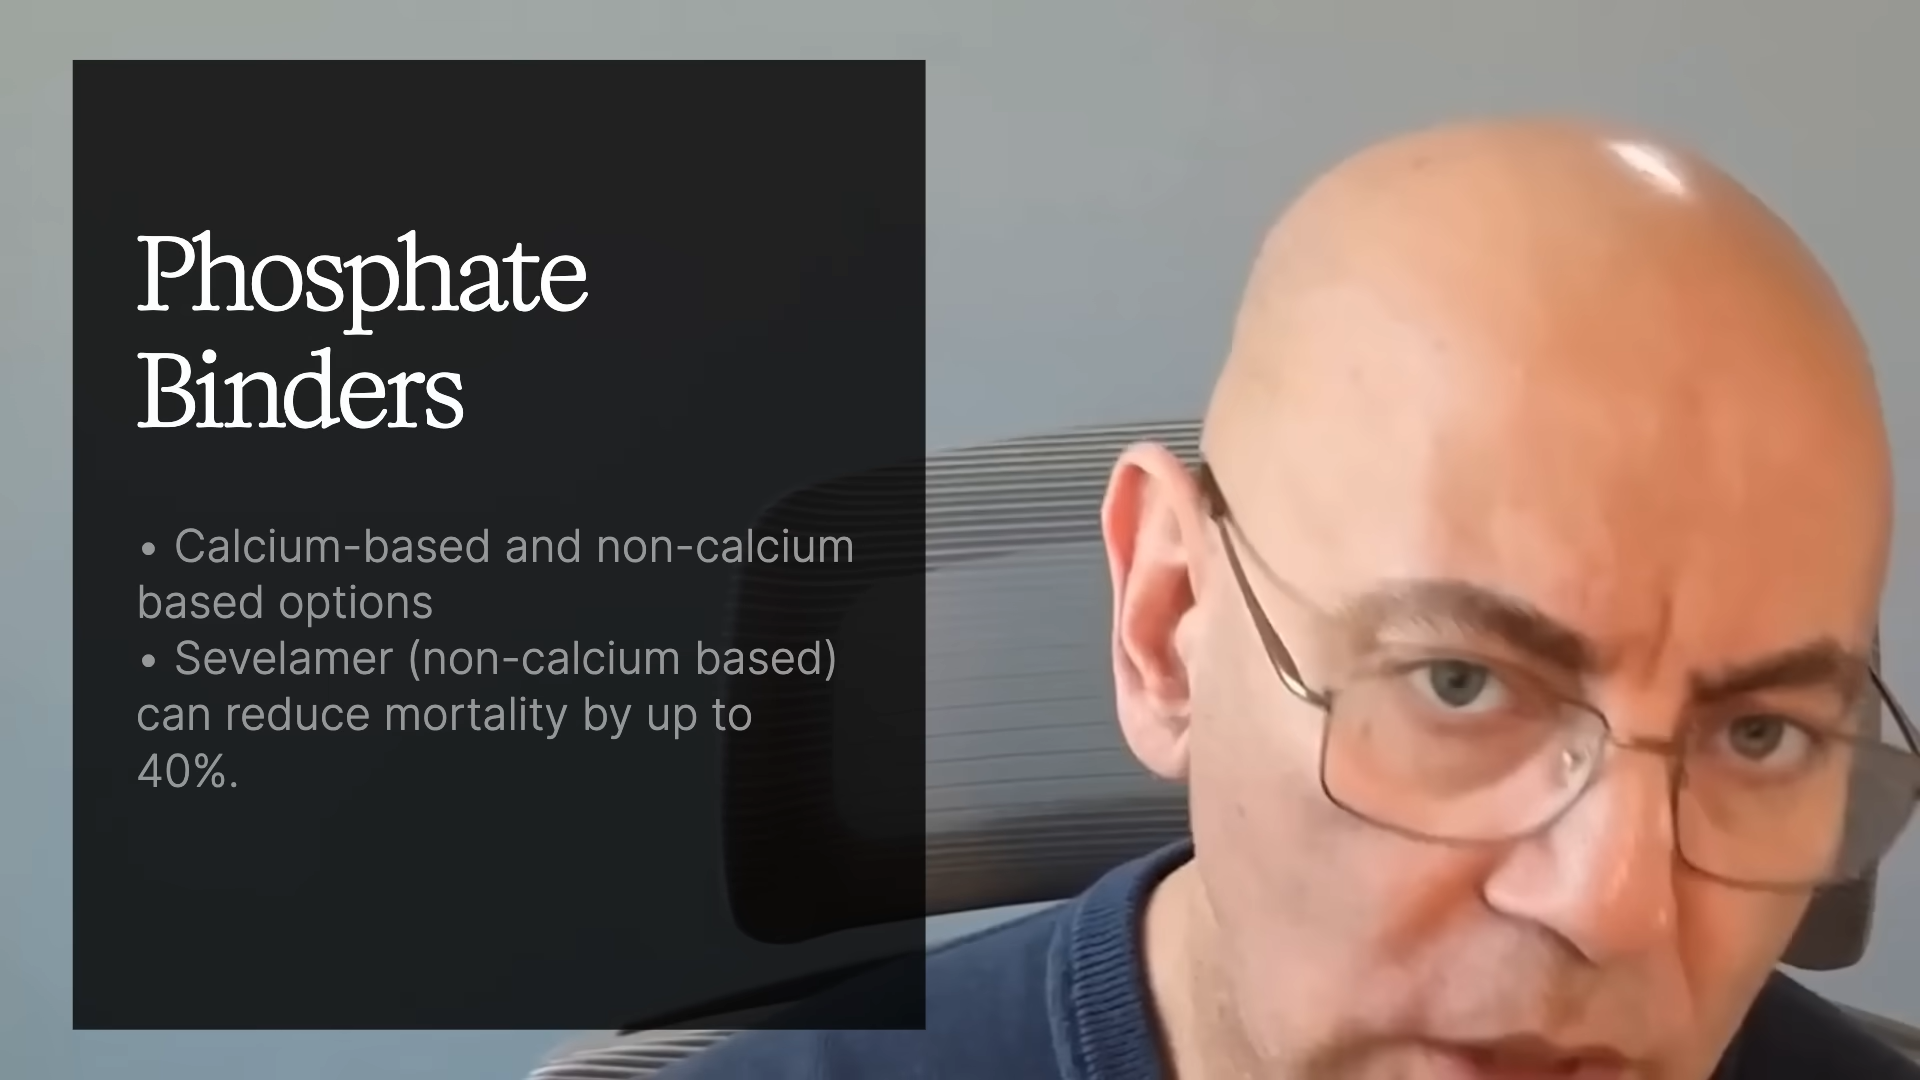 Phosphate
Binders
• Calcium-based and non-calcium
based options
• Sevelamer (non-calcium based)
can reduce mortality by up to
40%.